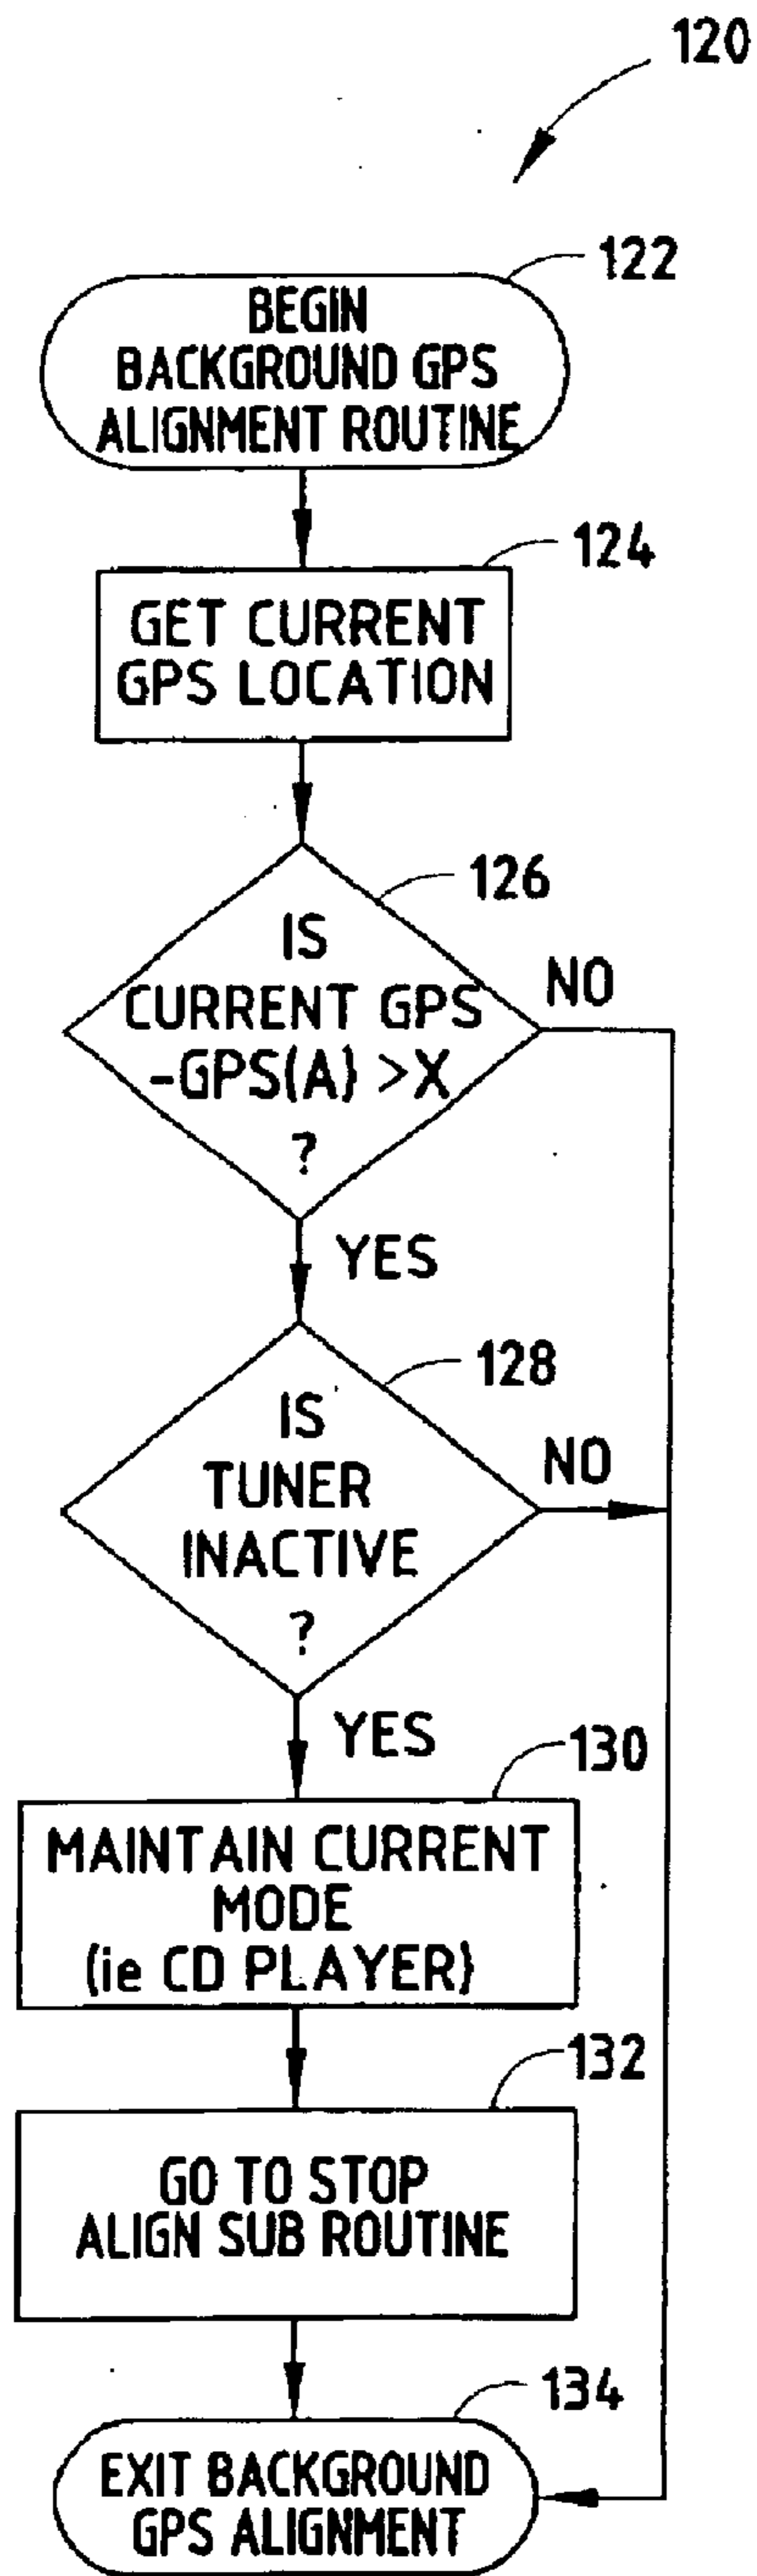 120
122
BEGIN
BACKGROUND GPS
ALIGNMENT ROUTINE
124
GET CURRENT
GPS LOCATION
126
IS
CURRENT GPS
-GPS(A) >X
?
NO
YES
128
IS
TUNER
INACTIVE
?
NO
YES
130
MAINTAIN CURRENT
MODE
(ie CD PLAYER)
132
GO TO STOP
ALIGN SUB ROUTINE
134
EXIT BACKGROUND
GPS ALIGNMENT